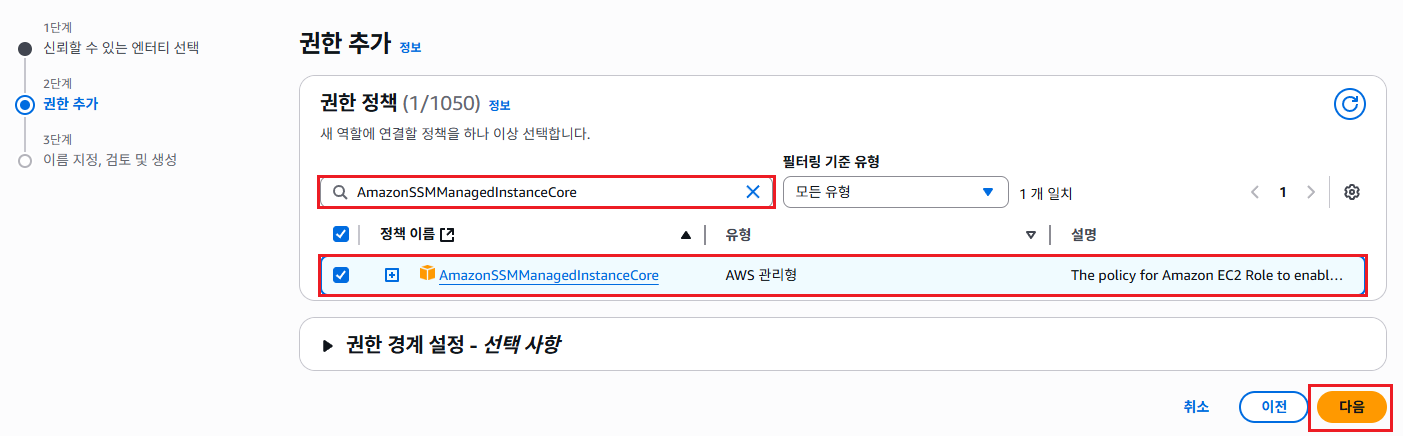 1단계
신뢰할 수 있는 엔터티 선택
2단계
권한 추가
3단계
이름 지정, 검토 및 생성
권한 추가 정보
권한 정책 (1/1050) 정보
새 역할에 연결할 정책을 하나 이상 선택합니다.
필터링 기준 유형
AmazonSSMManagedInstanceCore 모든 유형 1 개 일치 1
정책 이름 유형 설명
AmazonSSMManagedInstanceCore AWS 관리형 The policy for Amazon EC2 Role to enabl...
권한 경계 설정 - 선택 사항
취소 이전 다음